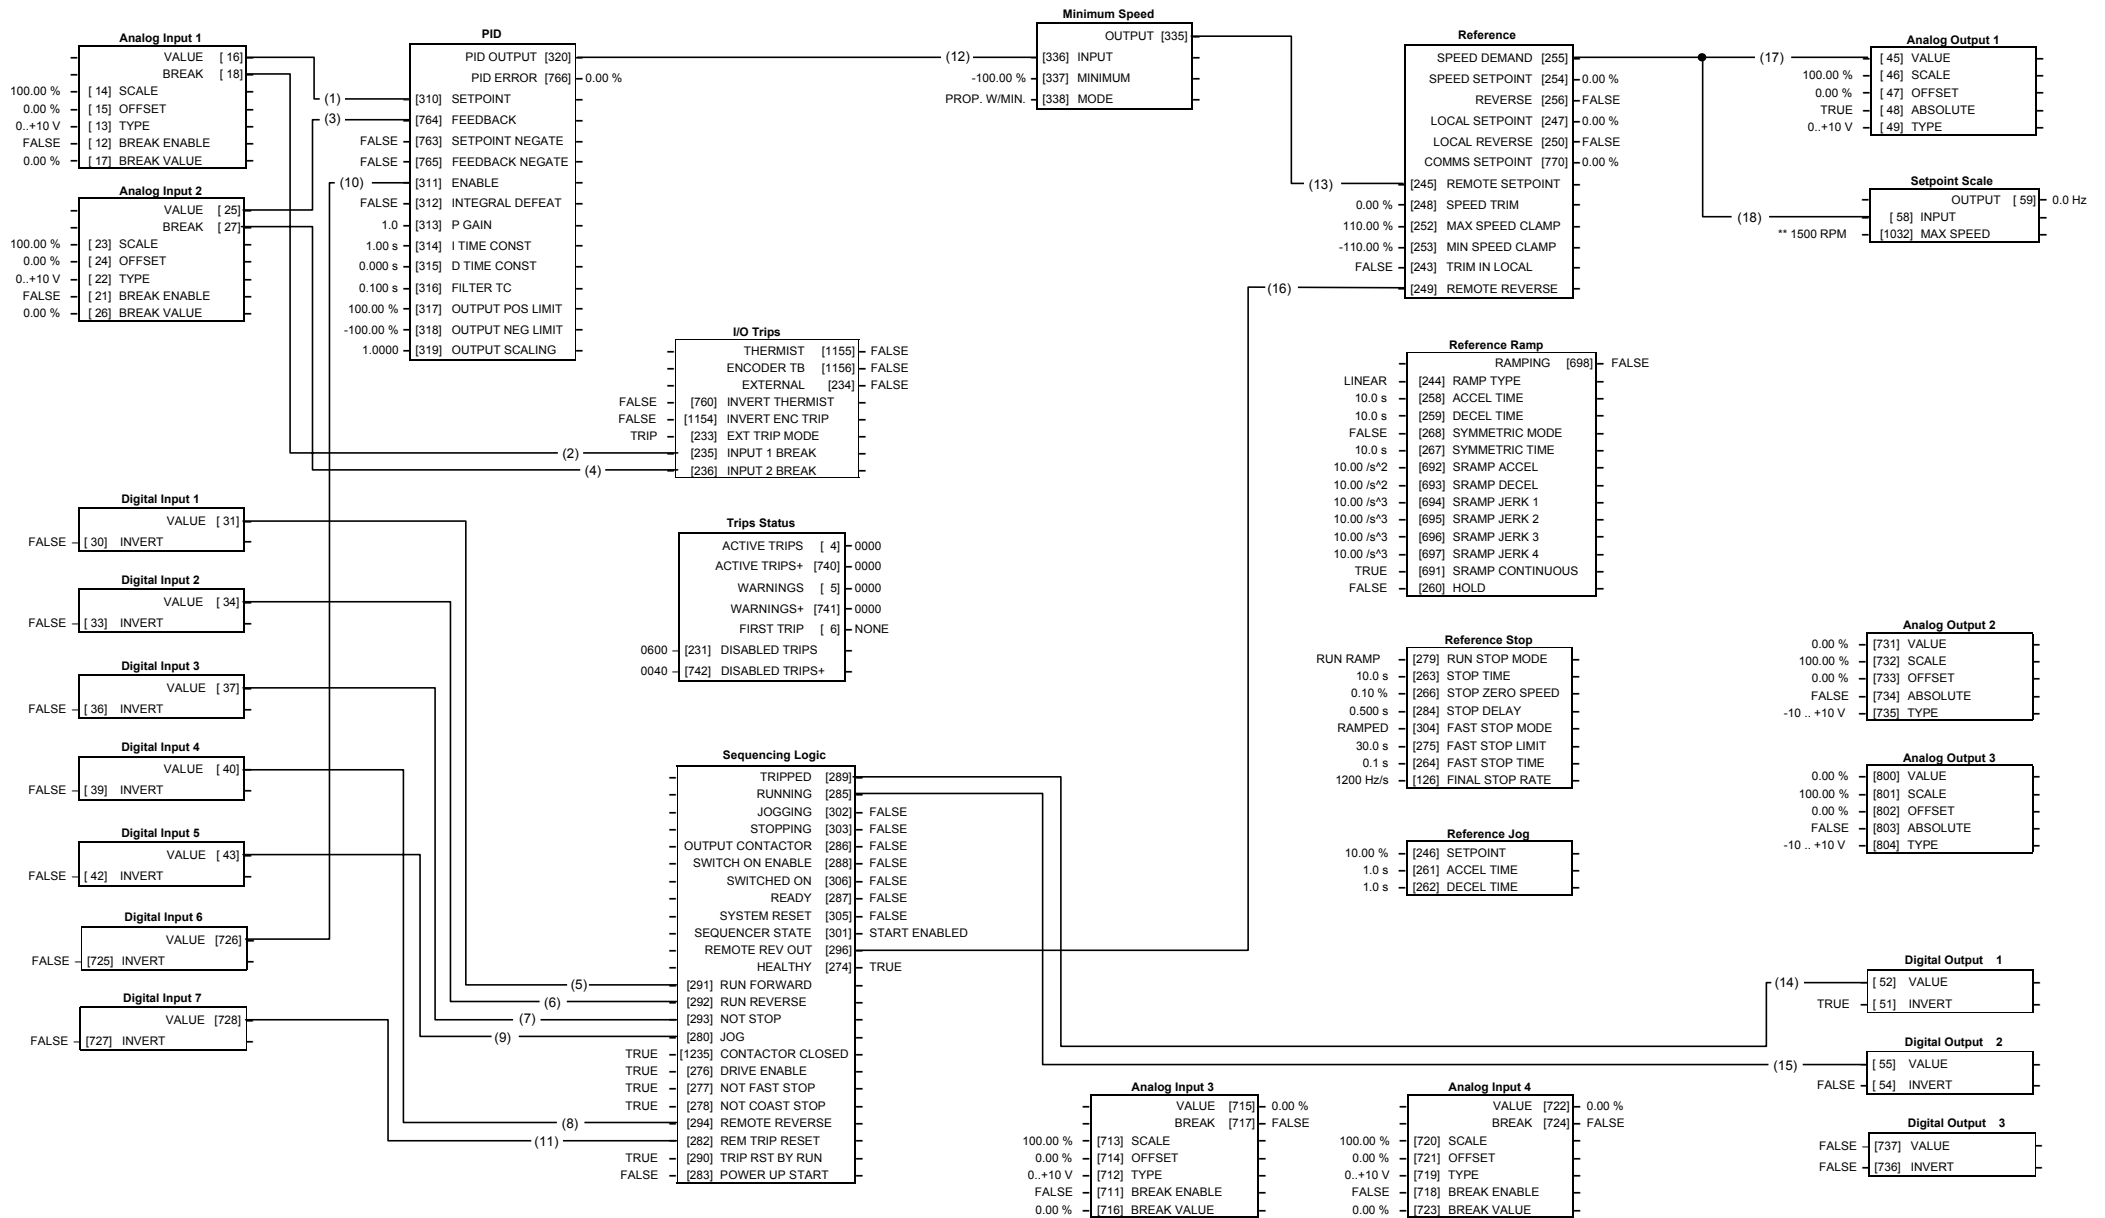 Analog Input 1
VALUE [ 16]
BREAK [ 18]
100.00 % [ 14] SCALE
0.00 % [ 15] OFFSET
0..+10 V [ 13] TYPE
FALSE [ 12] BREAK ENABLE
0.00 % [ 17] BREAK VALUE
Analog Input 2
VALUE [ 25]
BREAK [ 27]
100.00 % [ 23] SCALE
0.00 % [ 24] OFFSET
0..+10 V [ 22] TYPE
FALSE [ 21] BREAK ENABLE
0.00 % [ 26] BREAK VALUE
Digital Input 1
VALUE [ 31]
FALSE [ 30] INVERT
Digital Input 2
VALUE [ 34]
FALSE [ 33] INVERT
Digital Input 3
VALUE [ 37]
FALSE [ 36] INVERT
Digital Input 4
VALUE [ 40]
FALSE [ 39] INVERT
Digital Input 5
VALUE [ 43]
FALSE [ 42] INVERT
Digital Input 6
VALUE [726]
FALSE [725] INVERT
Digital Input 7
VALUE [728]
FALSE [727] INVERT
PID
PID OUTPUT [320]
PID ERROR [766] 0.00 %
(1) [310] SETPOINT
(3) [764] FEEDBACK
FALSE [763] SETPOINT NEGATE
FALSE [765] FEEDBACK NEGATE
(10) [311] ENABLE
FALSE [312] INTEGRAL DEFEAT
1.0 [313] P GAIN
1.00 s [314] I TIME CONST
0.000 s [315] D TIME CONST
0.100 s [316] FILTER TC
100.00 % [317] OUTPUT POS LIMIT
-100.00 % [318] OUTPUT NEG LIMIT
1.0000 [319] OUTPUT SCALING
I/O Trips
THERMIST [1155] FALSE
ENCODER TB [1156] FALSE
EXTERNAL [234] FALSE
FALSE [760] INVERT THERMIST
FALSE [1154] INVERT ENC TRIP
TRIP [233] EXT TRIP MODE
(2) [235] INPUT 1 BREAK
(4) [236] INPUT 2 BREAK
Trips Status
ACTIVE TRIPS [ 4] 0000
ACTIVE TRIPS+ [740] 0000
WARNINGS [ 5] 0000
WARNINGS+ [741] 0000
FIRST TRIP [ 6] NONE
0600 [231] DISABLED TRIPS
0040 [742] DISABLED TRIPS+
Sequencing Logic
TRIPPED [289]
RUNNING [285]
JOGGING [302] FALSE
STOPPING [303] FALSE
OUTPUT CONTACTOR [286] FALSE
SWITCH ON ENABLE [288] FALSE
SWITCHED ON [306] FALSE
READY [287] FALSE
SYSTEM RESET [305] FALSE
SEQUENCER STATE [301] START ENABLED
REMOTE REV OUT [296]
HEALTHY [274] TRUE
(5) [291] RUN FORWARD
(6) [292] RUN REVERSE
(7) [293] NOT STOP
(9) [280] JOG
TRUE [1235] CONTACTOR CLOSED
TRUE [276] DRIVE ENABLE
TRUE [277] NOT FAST STOP
TRUE [278] NOT COAST STOP
(8) [294] REMOTE REVERSE
(11) [282] REM TRIP RESET
TRUE [290] TRIP RST BY RUN
FALSE [283] POWER UP START
Minimum Speed
OUTPUT [335]
(12) [336] INPUT
-100.00 % [337] MINIMUM
PROP. W/MIN. [338] MODE
Reference
SPEED DEMAND [255]
SPEED SETPOINT [254] 0.00 %
REVERSE [256] FALSE
LOCAL SETPOINT [247] 0.00 %
LOCAL REVERSE [250] FALSE
COMMS SETPOINT [770] 0.00 %
(13) [245] REMOTE SETPOINT
0.00 % [248] SPEED TRIM
110.00 % [252] MAX SPEED CLAMP
-110.00 % [253] MIN SPEED CLAMP
FALSE [243] TRIM IN LOCAL
(16) [249] REMOTE REVERSE
Reference Ramp
RAMPING [698] FALSE
LINEAR [244] RAMP TYPE
10.0 s [258] ACCEL TIME
10.0 s [259] DECEL TIME
FALSE [268] SYMMETRIC MODE
10.0 s [267] SYMMETRIC TIME
10.00 /s^2 [692] SRAMP ACCEL
10.00 /s^2 [693] SRAMP DECEL
10.00 /s^3 [694] SRAMP JERK 1
10.00 /s^3 [695] SRAMP JERK 2
10.00 /s^3 [696] SRAMP JERK 3
10.00 /s^3 [697] SRAMP JERK 4
TRUE [691] SRAMP CONTINUOUS
FALSE [260] HOLD
Reference Stop
RUN RAMP [279] RUN STOP MODE
10.0 s [263] STOP TIME
0.10 % [266] STOP ZERO SPEED
0.500 s [284] STOP DELAY
RAMPED [304] FAST STOP MODE
30.0 s [275] FAST STOP LIMIT
0.1 s [264] FAST STOP TIME
1200 Hz/s [126] FINAL STOP RATE
Reference Jog
10.00 % [246] SETPOINT
1.0 s [261] ACCEL TIME
1.0 s [262] DECEL TIME
Analog Input 3
VALUE [715] 0.00 %
BREAK [717] FALSE
100.00 % [713] SCALE
0.00 % [714] OFFSET
0..+10 V [712] TYPE
FALSE [711] BREAK ENABLE
0.00 % [716] BREAK VALUE
Analog Input 4
VALUE [722] 0.00 %
BREAK [724] FALSE
100.00 % [720] SCALE
0.00 % [721] OFFSET
0..+10 V [719] TYPE
FALSE [718] BREAK ENABLE
0.00 % [723] BREAK VALUE
Analog Output 1
(17) [ 45] VALUE
100.00 % [ 46] SCALE
0.00 % [ 47] OFFSET
TRUE [ 48] ABSOLUTE
0..+10 V [ 49] TYPE
Setpoint Scale
OUTPUT [ 59] 0.0 Hz
(18) [ 58] INPUT
** 1500 RPM [1032] MAX SPEED
Analog Output 2
0.00 % [731] VALUE
100.00 % [732] SCALE
0.00 % [733] OFFSET
FALSE [734] ABSOLUTE
-10 .. +10 V [735] TYPE
Analog Output 3
0.00 % [800] VALUE
100.00 % [801] SCALE
0.00 % [802] OFFSET
FALSE [803] ABSOLUTE
-10 .. +10 V [804] TYPE
Digital Output 1
(14) [ 52] VALUE
TRUE [ 51] INVERT
Digital Output 2
(15) [ 55] VALUE
FALSE [ 54] INVERT
Digital Output 3
FALSE [737] VALUE
FALSE [736] INVERT